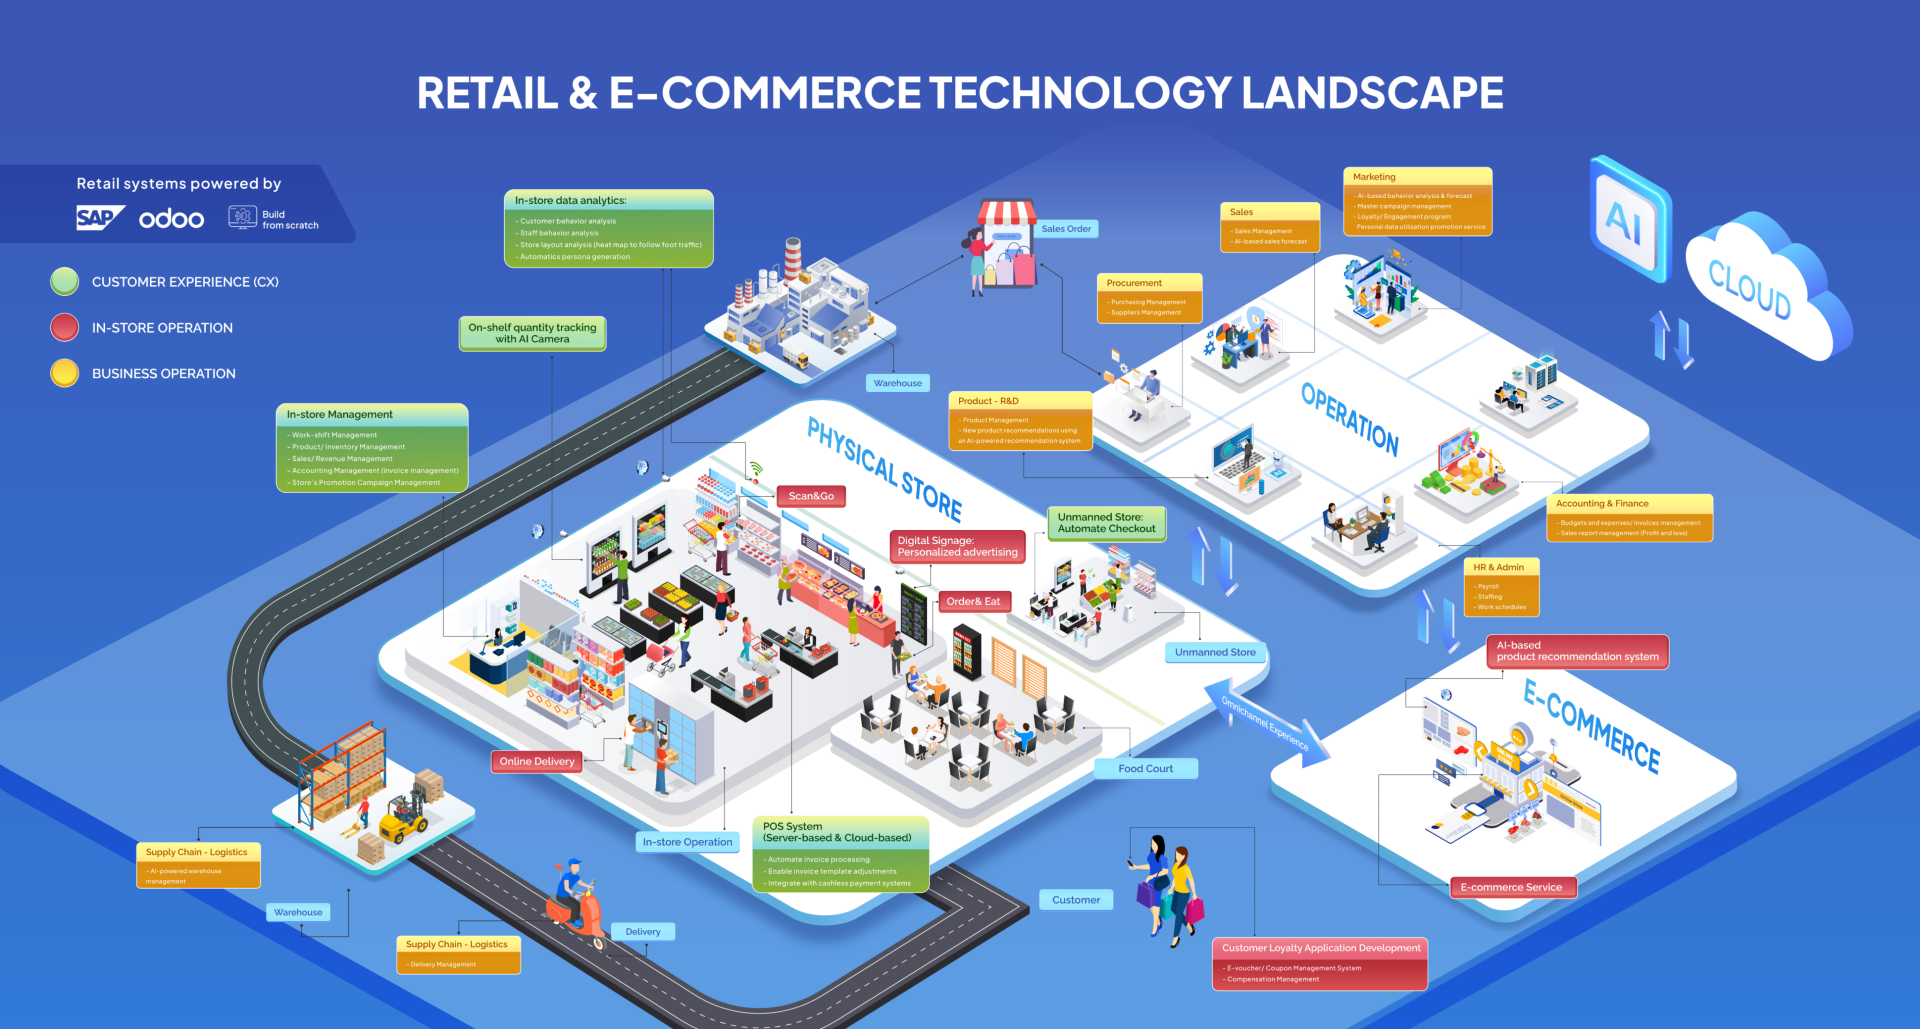 RETAIL & E-COMMERCE TECHNOLOGY LANDSCAPE
Retail systems powered by
SAP
odoo
Build
from scratch
CUSTOMER EXPERIENCE (CX)
IN-STORE OPERATION
BUSINESS OPERATION
In-store data analytics:
- Customer behavior analysis
- Staff behavior analysis
- Store layout analysis (heat map to follow foot traffic)
- Automatics persona generation
On-shelf quantity tracking
with AI Camera
In-store Management
- Work-shift Management
- Product/ Inventory Management
- Sales/ Revenue Management
- Accounting Management (invoice management)
- Store's Promotion Campaign Management
Sales Order
Warehouse
Marketing
- AI-based behavior analysis & forecast
- Master campaign management
- Loyalty/ Engagement program:
Personal data utilization promotion service
Sales
- Sales Management
- AI-based sales forecast
Procurement
- Purchasing Management
- Suppliers Management
Product - R&D
- Product Management
- New product recommendations using
an AI-powered recommendation system
OPERATION
AI
CLOUD
Accounting & Finance
- Budgets and expenses/ invoices management
- Sales report management (Profit and loss)
HR & Admin
- Payroll
- Staffing
- Work schedules
PHYSICAL STORE
Scan&Go
Digital Signage:
Personalized advertising
Order& Eat
Unmanned Store:
Automate Checkout
Unmanned Store
Omnichannel Experience
Food Court
Online Delivery
In-store Operation
POS System
(Server-based & Cloud-based)
- Automate invoice processing
- Enable invoice template adjustments
- Integrate with cashless payment systems
AI-based
product recommendation system
E-COMMERCE
E-commerce Service
Customer
Customer Loyalty Application Development
- E-voucher/ Coupon Management System
- Compensation Management
Supply Chain - Logistics
- AI-powered warehouse
management
Warehouse
Supply Chain - Logistics
- Delivery Management
Delivery